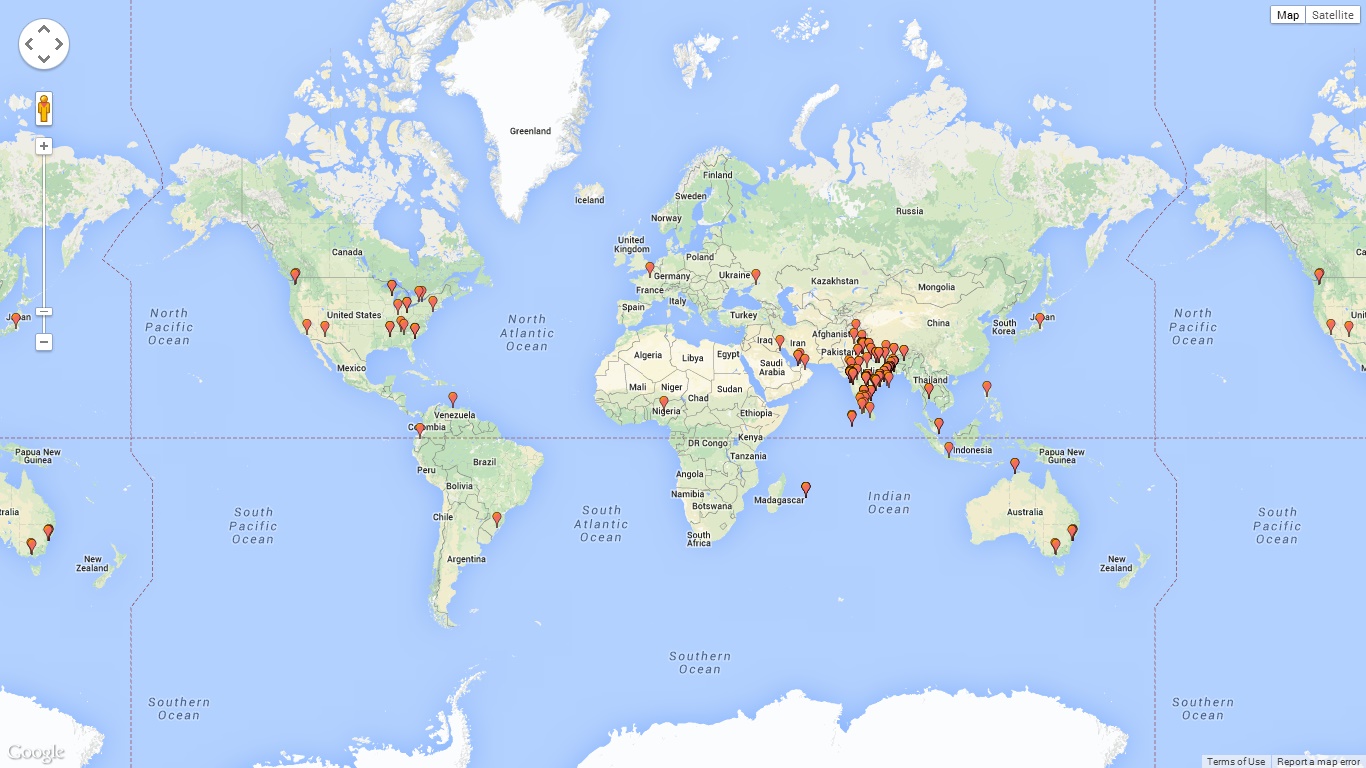 Map Satellite
Greenland
Finland
Iceland
Sweden
Russia
Norway
United
Kingdom
Canada
Poland
Germany
Ukraine
Kazakhstan
Mongolia
France
Italy
Spain
North
Pacific
Ocean
United States
North
Atlantic
Ocean
Turkey
China
South
Korea
Japan
Japan
North
Pacific
Ocean
Afghanist
Iraq
Iran
Pakistan
Algeria
Libya
Egypt
Saudi
Arabia
Mexico
Mali
Niger
Chad
Sudan
Thailand
Nigeria
Ethiopia
Venezuela
Colombia
DR Congo
Kenya
Tanzania
Indonesia
Papua New
Guinea
Papua New
Guinea
Peru
Brazil
Bolivia
Angola
Namibia
Botswana
Madagascar
Indian
Ocean
South
Pacific
Ocean
Chile
South
Atlantic
Ocean
South
Africa
tralia
Australia
South
Pacific
Ocean
Argentina
New
Zealand
New
Zealand
Southern
Ocean
Southern
Ocean
Southern
Ocean
Google
Terms of Use Report a map error